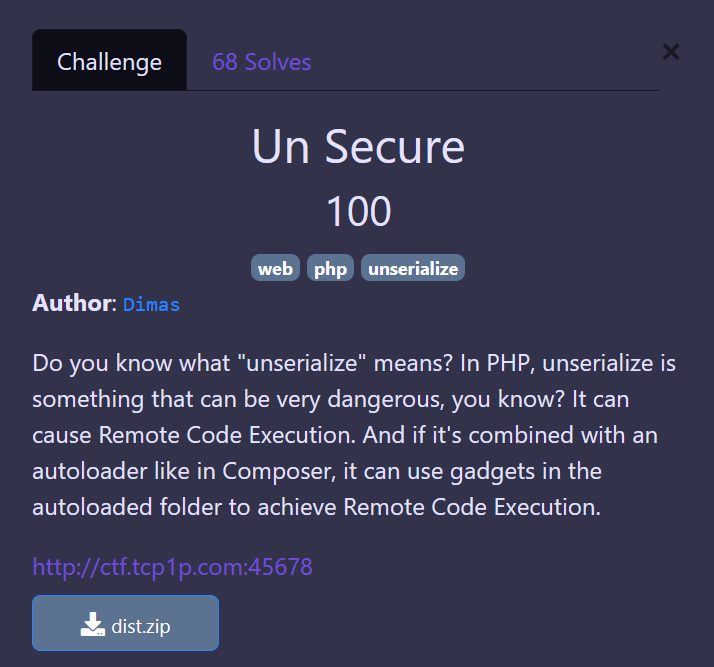 Challenge
68 Solves
×
Un Secure
100
web php unserialize
Author: Dimas
Do you know what "unserialize" means? In PHP, unserialize is
something that can be very dangerous, you know? It can
cause Remote Code Execution. And if it's combined with an
autoloader like in Composer, it can use gadgets in the
autoloaded folder to achieve Remote Code Execution.
http://ctf.tcp1p.com:45678
dist.zip